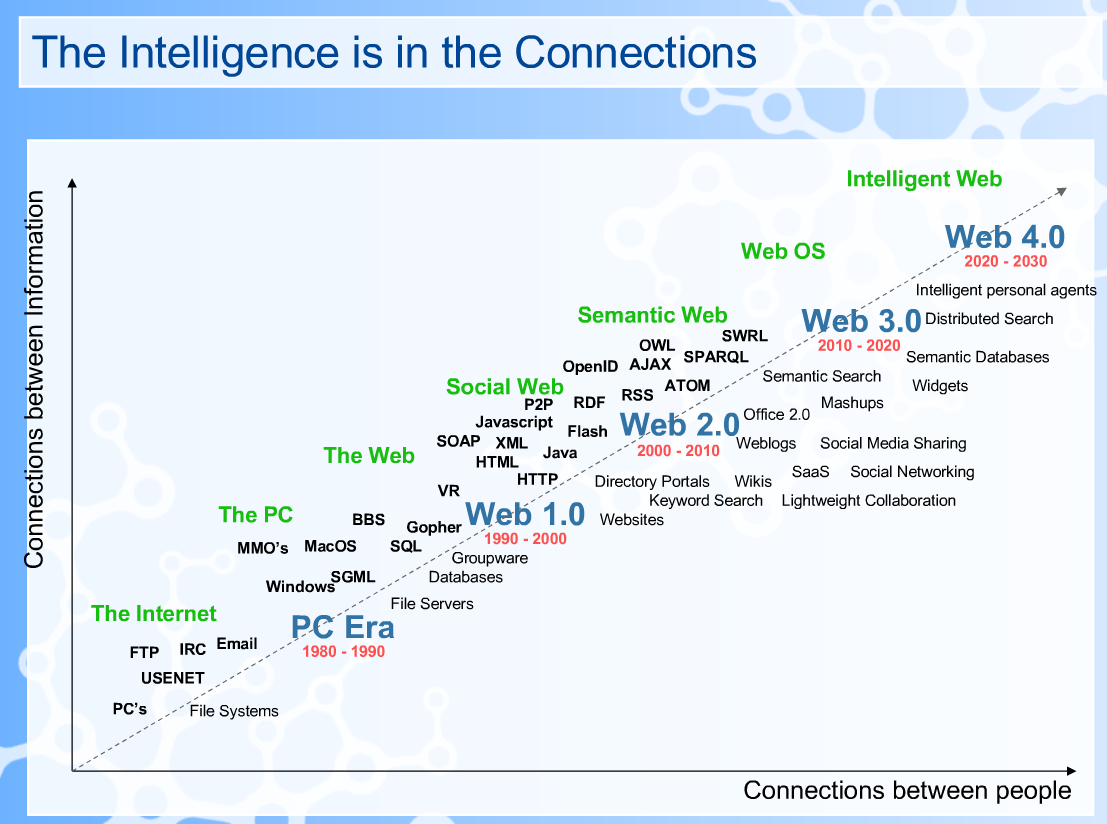 The Intelligence is in the Connections
Connections between Information
Intelligent Web
Web 4.0
2020 - 2030
Web OS
Intelligent personal agents
Semantic Web
Web 3.0
Distributed Search
2010 - 2020
SWRL
OWL
SPARQL
Semantic Databases
OpenID
AJAX
Semantic Search
Widgets
Social Web
ATOM
RSS
P2P
RDF
Mashups
Office 2.0
Javascript
Flash
Web 2.0
2000 - 2010
SOAP
XML
Java
Weblogs
Social Media Sharing
The Web
HTML
HTTP
Directory Portals
Wikis
SaaS
Social Networking
VR
Keyword Search
Lightweight Collaboration
The PC
BBS
Gopher
Web 1.0
1990 - 2000
Websites
MMO’s
MacOS
SQL
Groupware
SGML
Databases
Windows
File Servers
The Internet
PC Era
1980 - 1990
FTP
IRC
Email
USENET
PC’s
File Systems
Connections between people